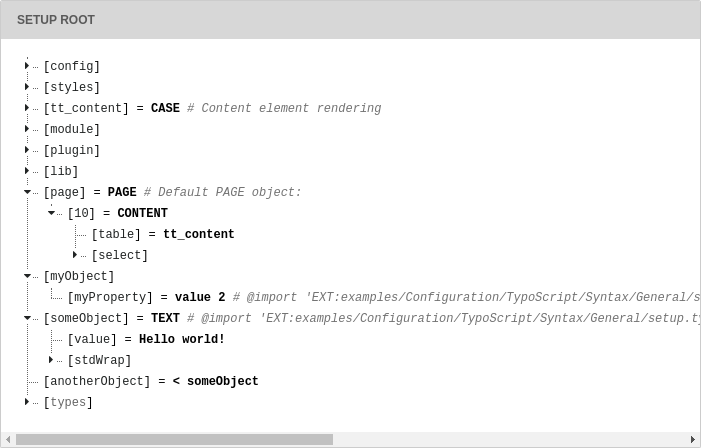 SETUP ROOT
[config]
[styles]
[tt_content] = CASE # Content element rendering
[module]
[plugin]
[lib]
[page] = PAGE # Default PAGE object:
[10] = CONTENT
[table] = tt_content
[select]
[myObject]
[myProperty] = value 2 # @import 'EXT:examples/Configuration/TypoScript/Syntax/General/s
[someObject] = TEXT # @import 'EXT:examples/Configuration/TypoScript/Syntax/General/setup.ty
[value] = Hello world!
[stdWrap]
[anotherObject] = < someObject
[types]